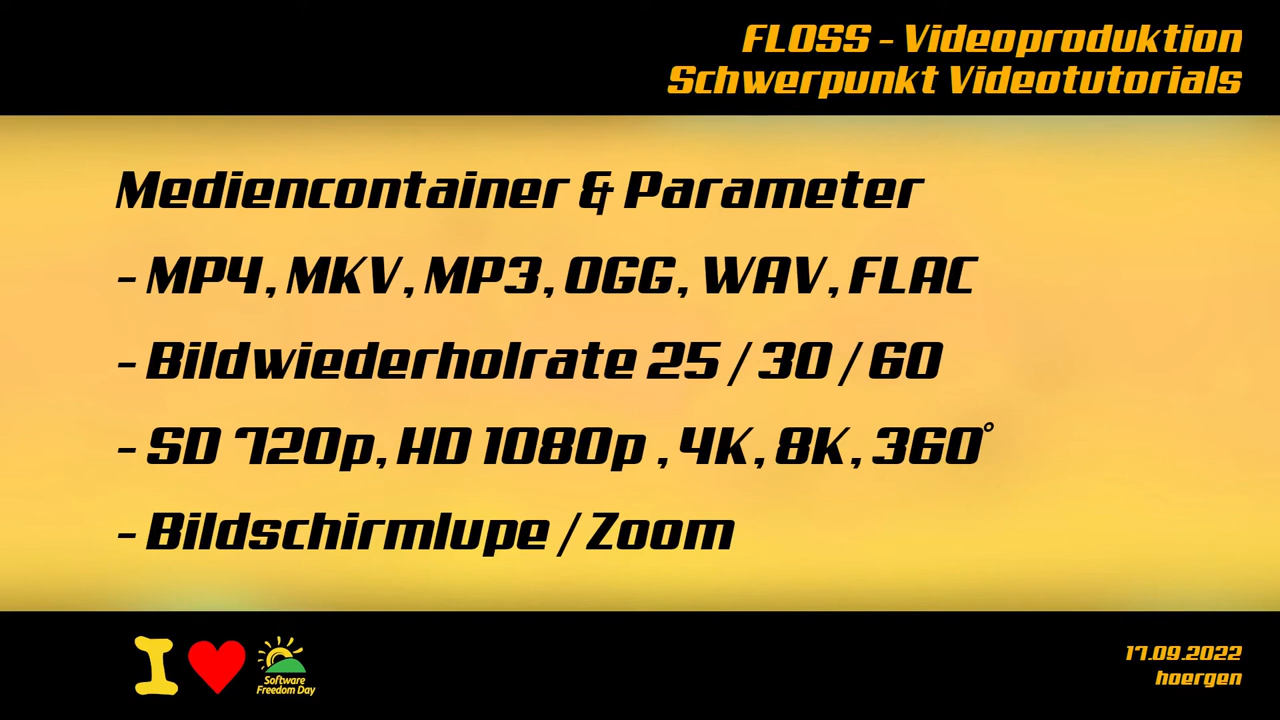 FLOSS - Videoproduktion
Schwerpunkt Videotutorials
Mediencontainer & Parameter
- MP4, MKV, MP3, OGG, WAV, FLAC
- Bildwiederholrate 25 / 30 / 60
- SD 720p, HD 1080p , 4K, 8K, 360°
- Bildschirmlupe / Zoom
I
Software
Freedom Day
17.09.2022
hoergen